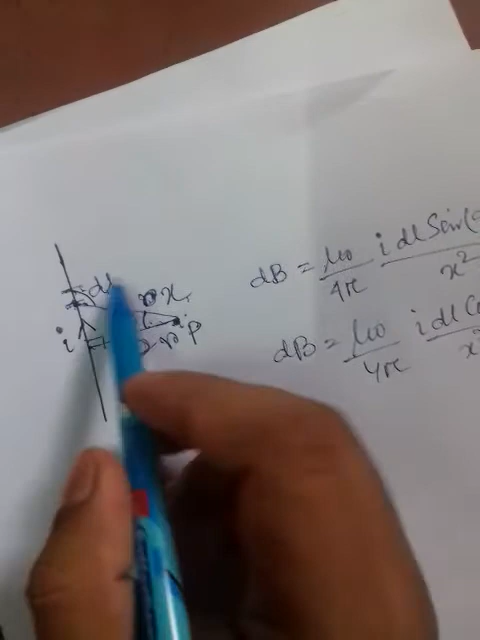 dl
x
i
r P
dB = μ₀/4π i dl Sin(
x²
dB = μ₀/4π i dl Co
x²